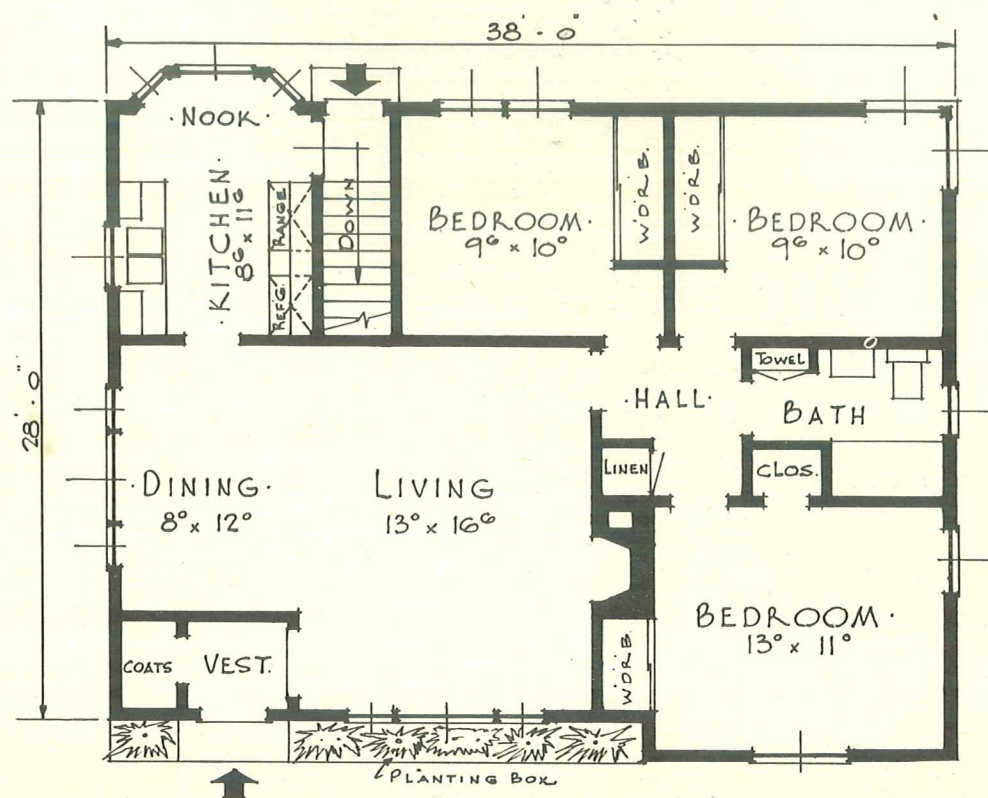 38'-0"
·NOOK·
·KITCHEN·
8⁶ x 11⁶
RANGE
REFG.
DOWN
BEDROOM·
9⁶ x 10⁰
W'D'R'B.
W'D'R'B.
BEDROOM·
9⁶ x 10⁰
28'-0"
TOWEL
·HALL·
BATH
·DINING·
8⁰ x 12⁰
LIVING
13⁰ x 16⁶
LINEN
CLOS.
BEDROOM·
13⁰ x 11⁰
W'D'R'B.
COATS
VEST.
PLANTING BOX